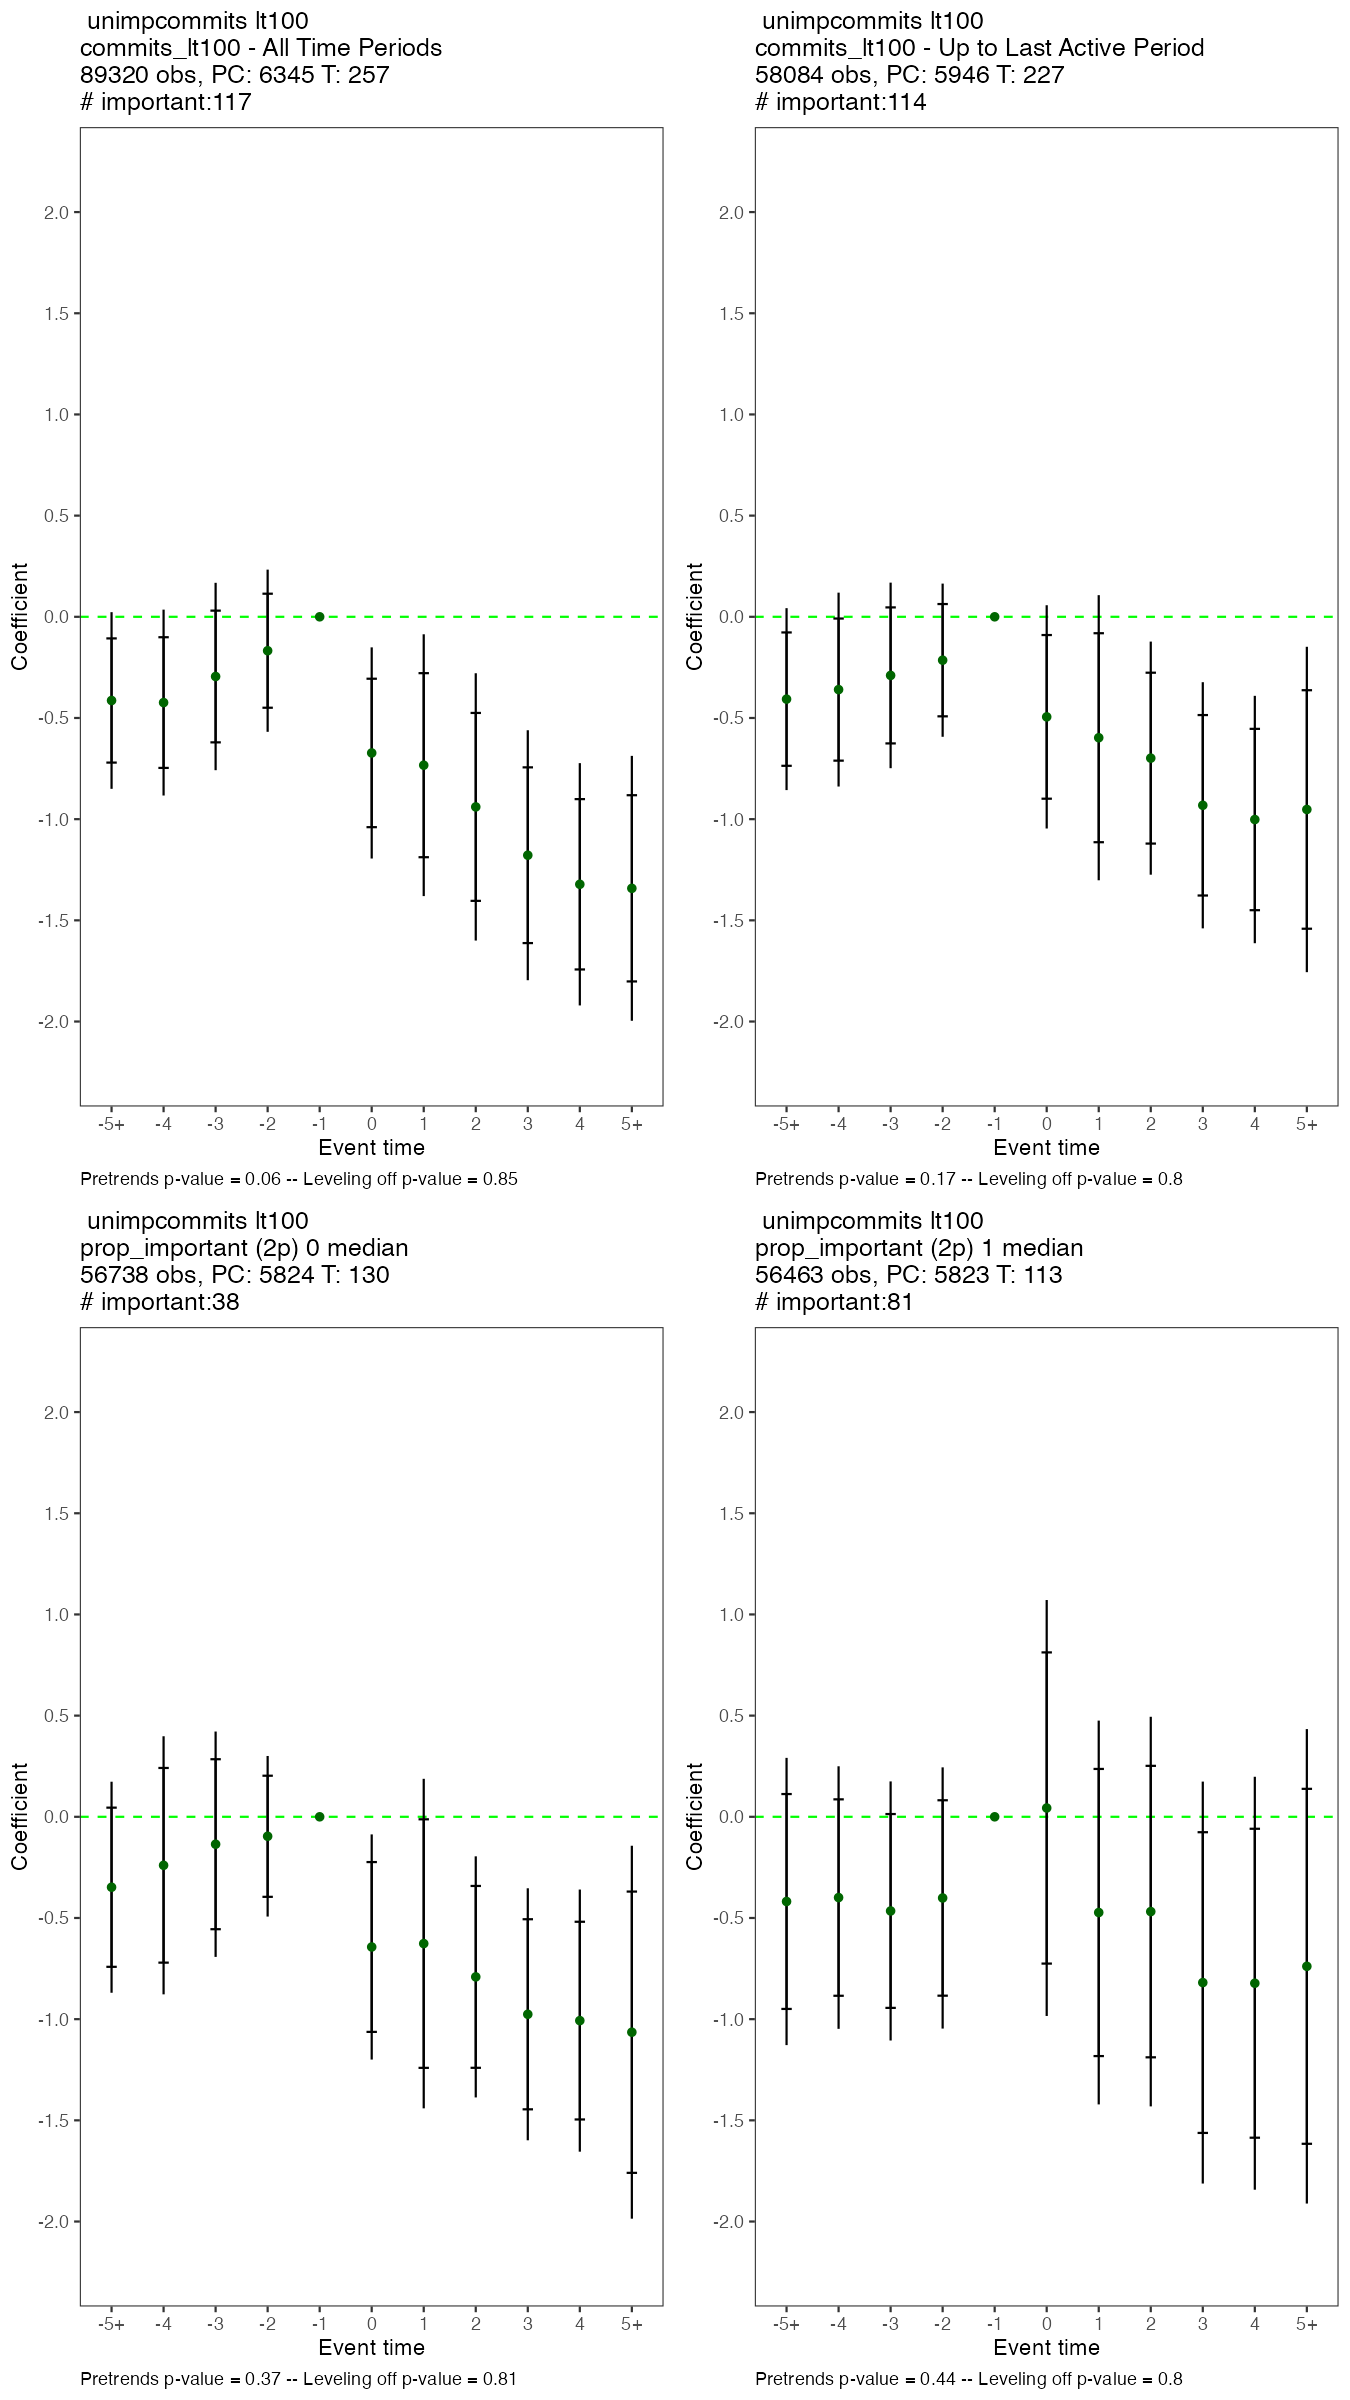 unimpcommits lt100
commits_lt100 - All Time Periods
89320 obs, PC: 6345 T: 257
# important:117
2.0
1.5
1.0
0.5
0.0
-0.5
-1.0
-1.5
-2.0
Coefficient
-5+ -4 -3 -2 -1 0 1 2 3 4 5+
Event time
Pretrends p-value = 0.06 -- Leveling off p-value = 0.85
unimpcommits lt100
commits_lt100 - Up to Last Active Period
58084 obs, PC: 5946 T: 227
# important:114
2.0
1.5
1.0
0.5
0.0
-0.5
-1.0
-1.5
-2.0
Coefficient
-5+ -4 -3 -2 -1 0 1 2 3 4 5+
Event time
Pretrends p-value = 0.17 -- Leveling off p-value = 0.8
unimpcommits lt100
prop_important (2p) 0 median
56738 obs, PC: 5824 T: 130
# important:38
2.0
1.5
1.0
0.5
0.0
-0.5
-1.0
-1.5
-2.0
Coefficient
-5+ -4 -3 -2 -1 0 1 2 3 4 5+
Event time
Pretrends p-value = 0.37 -- Leveling off p-value = 0.81
unimpcommits lt100
prop_important (2p) 1 median
56463 obs, PC: 5823 T: 113
# important:81
2.0
1.5
1.0
0.5
0.0
-0.5
-1.0
-1.5
-2.0
Coefficient
-5+ -4 -3 -2 -1 0 1 2 3 4 5+
Event time
Pretrends p-value = 0.44 -- Leveling off p-value = 0.8